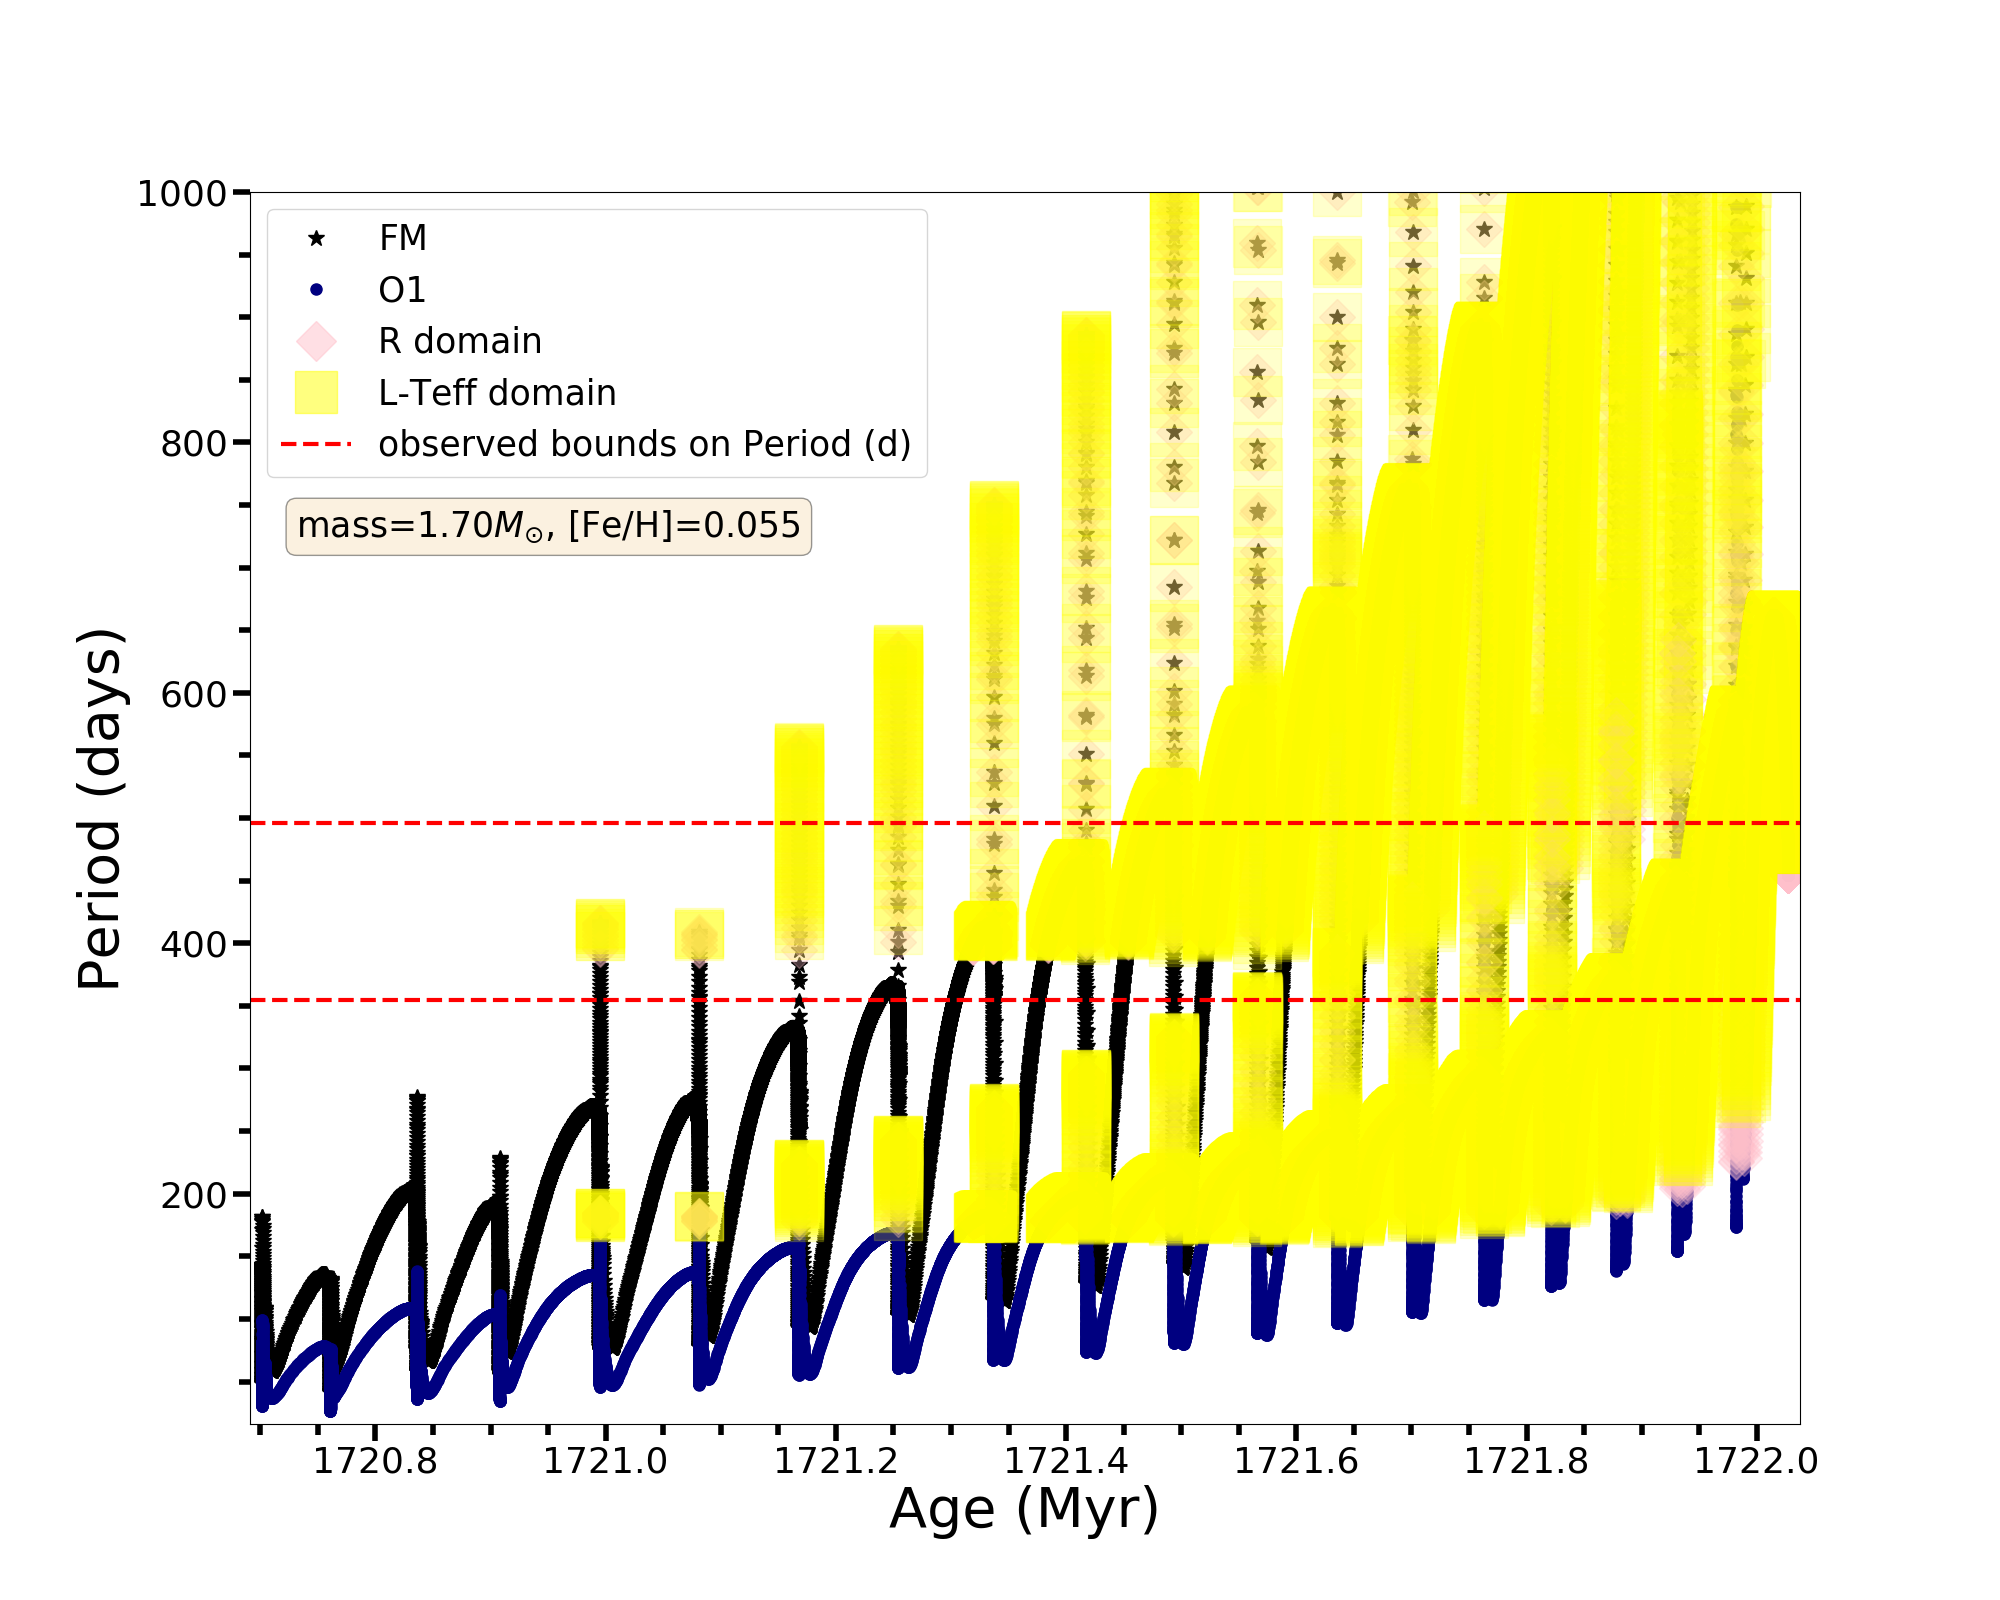 1000
800
600
400
200
Period (days)
FM
O1
R domain
L-Teff domain
observed bounds on Period (d)
mass=1.70M⊙, [Fe/H]=0.055
1720.8 1721.0 1721.2 1721.4 1721.6 1721.8 1722.0
Age (Myr)